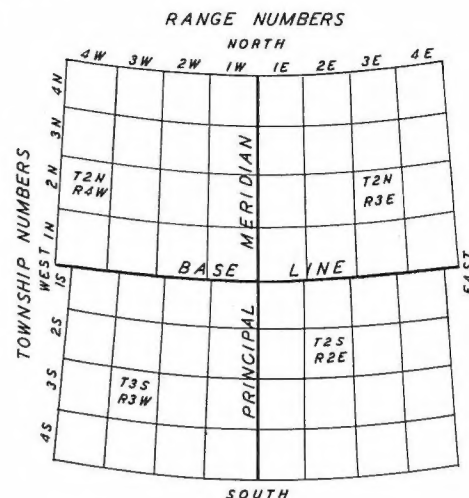 RANGE NUMBERS
NORTH
4W 3W 2W 1W 1E 2E 3E 4E
TOWNSHIP NUMBERS
4N
3N
2N
1N
WEST
1S
2S
3S
4S
T2N
R4W
T2N
R3E
MERIDIAN
BASE LINE
EAST
PRINCIPAL
T2S
R2E
T3S
R3W
SOUTH